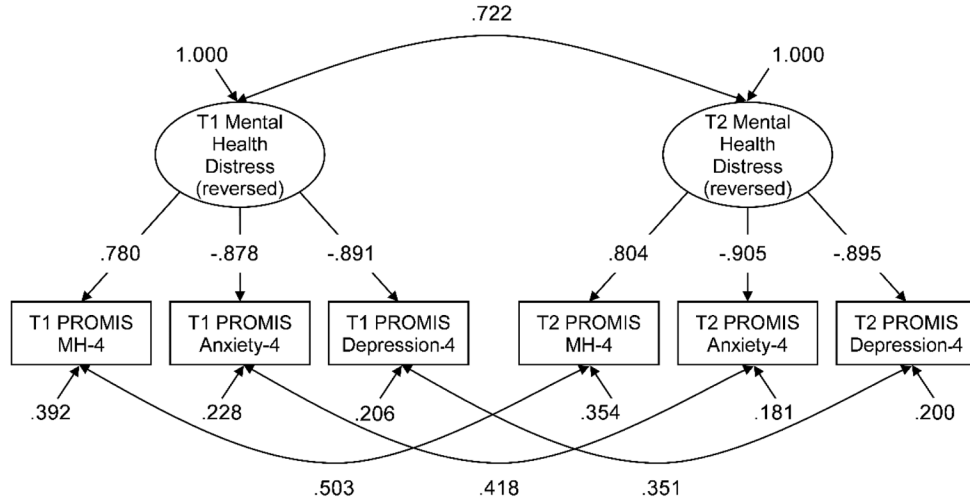 .722
1.000
1.000
T1 Mental
Health
Distress
(reversed)
T2 Mental
Health
Distress
(reversed)
.780
-.878
-.891
.804
-.905
-.895
T1 PROMIS
MH-4
T1 PROMIS
Anxiety-4
T1 PROMIS
Depression-4
T2 PROMIS
MH-4
T2 PROMIS
Anxiety-4
T2 PROMIS
Depression-4
.392
.228
.206
.354
.181
.200
.503
.418
.351